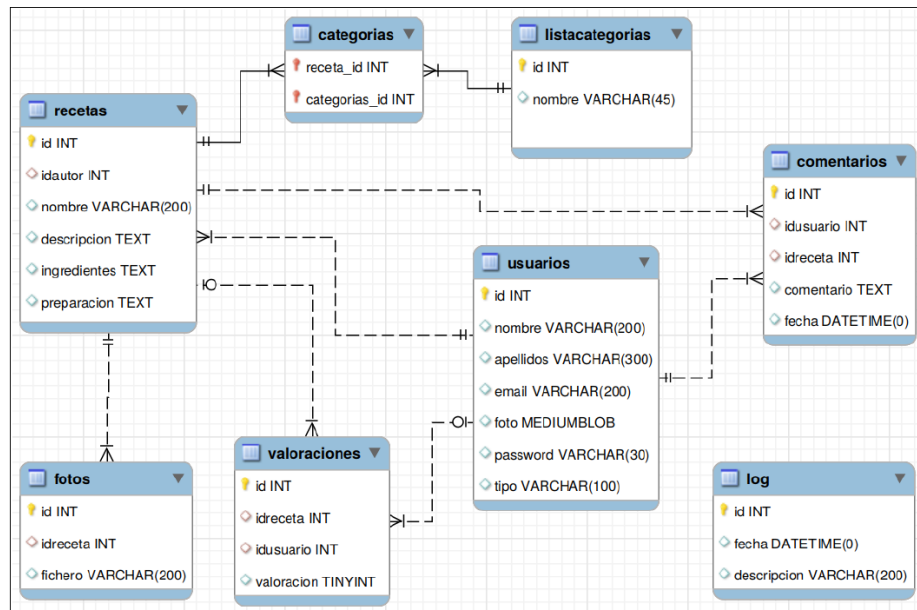 categorias
receta_id INT
categorias_id INT
listacategorias
id INT
nombre VARCHAR(45)
recetas
id INT
idautor INT
nombre VARCHAR(200)
descripcion TEXT
ingredientes TEXT
preparacion TEXT
comentarios
id INT
idusuario INT
idreceta INT
comentario TEXT
fecha DATETIME(0)
usuarios
id INT
nombre VARCHAR(200)
apellidos VARCHAR(300)
email VARCHAR(200)
foto MEDIUMBLOB
password VARCHAR(30)
tipo VARCHAR(100)
fotos
id INT
idreceta INT
fichero VARCHAR(200)
valoraciones
id INT
idreceta INT
idusuario INT
valoracion TINYINT
log
id INT
fecha DATETIME(0)
descripcion VARCHAR(200)